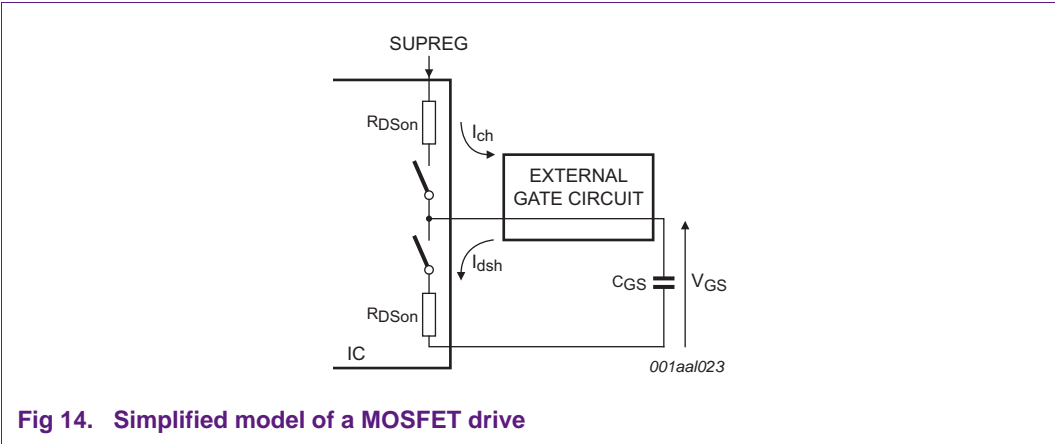 SUPREG
RDSon
Ich
EXTERNAL
GATE CIRCUIT
Idsh
CGS
VGS
RDSon
IC
001aal023
Fig 14. Simplified model of a MOSFET drive